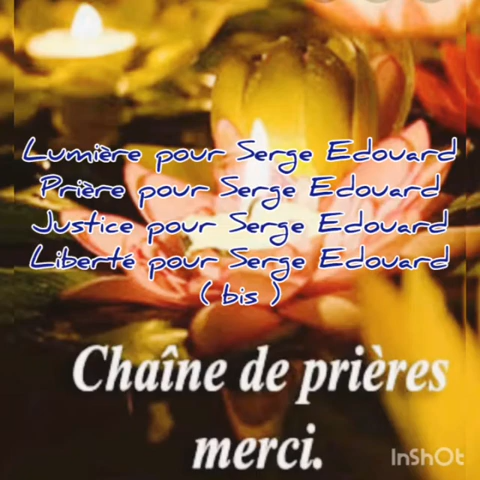 Lumière pour Serge Edouard
Prière pour Serge Edouard
Justice pour Serge Edouard
Liberté pour Serge Edouard
( bis )
Chaîne de prières
merci.
InShOt